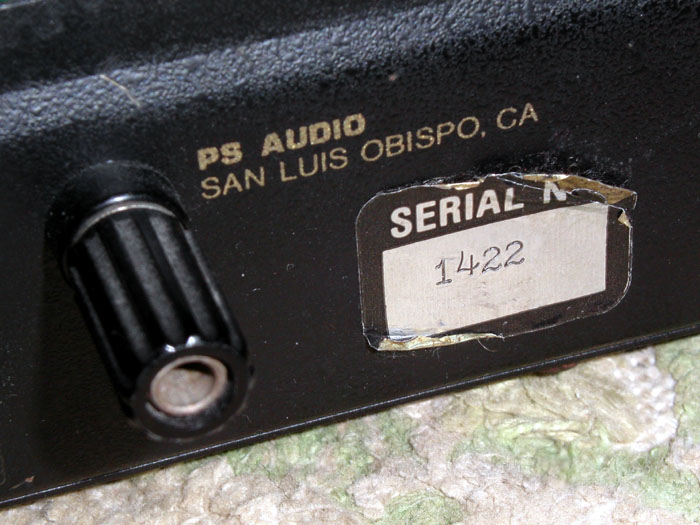 PS AUDIO
SAN LUIS OBISPO, CA
SERIAL N
1422